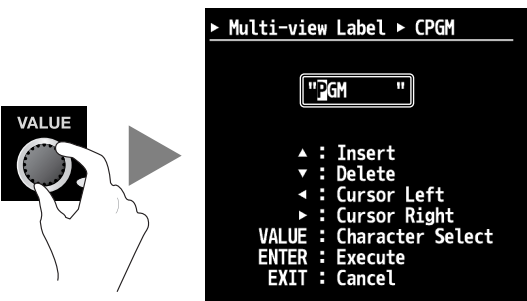 VALUE
▶ Multi-view Label ▶ CPGM
"PGM    "
▲ : Insert
▼ : Delete
◀ : Cursor Left
▶ : Cursor Right
VALUE : Character Select
ENTER : Execute
EXIT : Cancel